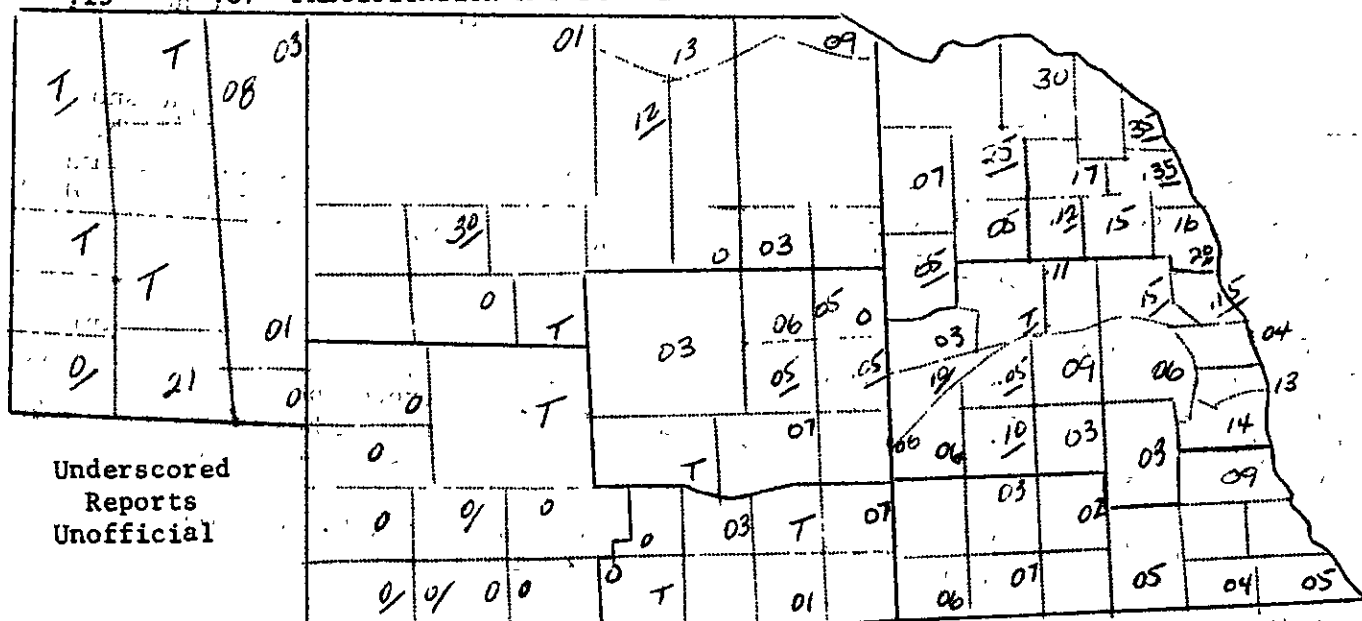 T T 03 01 13 09
T 08 12 30
35
25 17 .35
07
30 05 .12 15 16
T T 0 03 05 20
0 11
01 T 03 06 05 0 03 T 15 .15
04
0 21 0 0 T 05 .05 10 .05 09 06 13
0 07 14
T 06 06 .10 03 03 09
Underscored
Reports
Unofficial
0 0 0 0 03 T 07 03 02
0 0 0 0 0 T 01 06 07 05 04 05